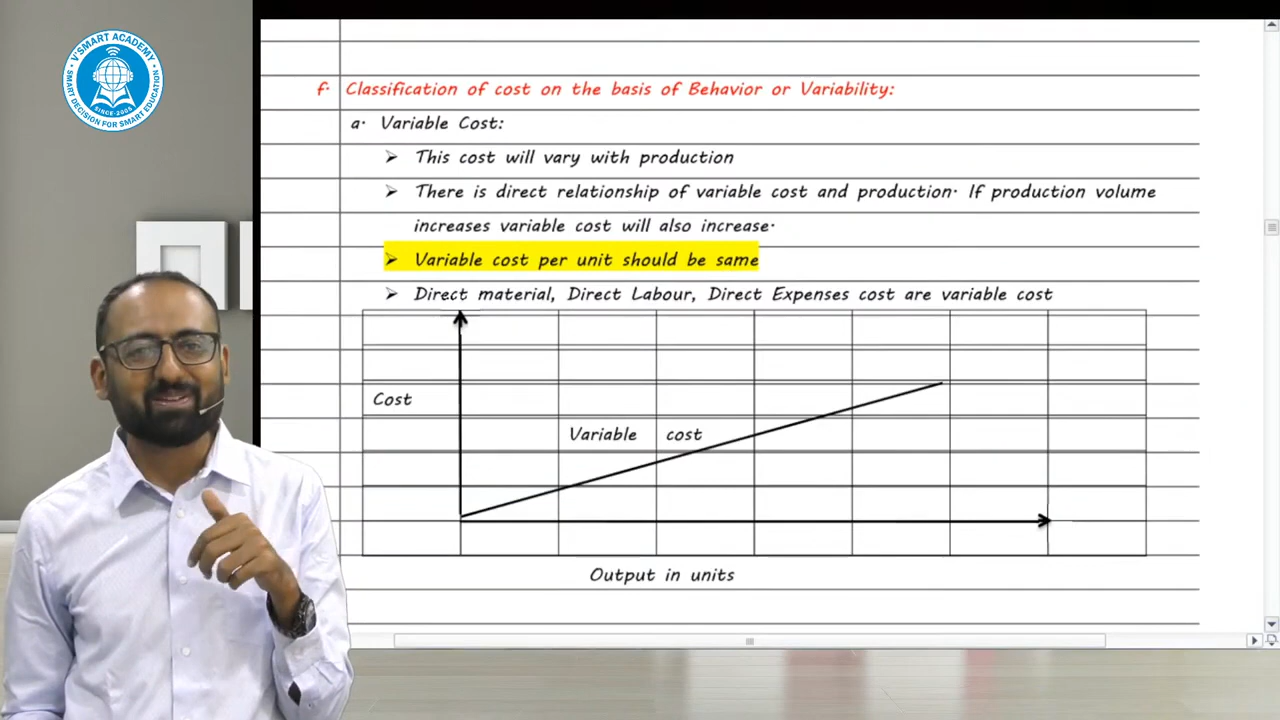 V'SMART ACADEMY
SINCE-2005
SMART DECISION FOR SMART EDUCATION
f. Classification of cost on the basis of Behavior or Variability:
a. Variable Cost:
➢ This cost will vary with production
➢ There is direct relationship of variable cost and production. If production volume
increases variable cost will also increase.
➢ Variable cost per unit should be same
➢ Direct material, Direct Labour, Direct Expenses cost are variable cost
Cost
Variable cost
Output in units